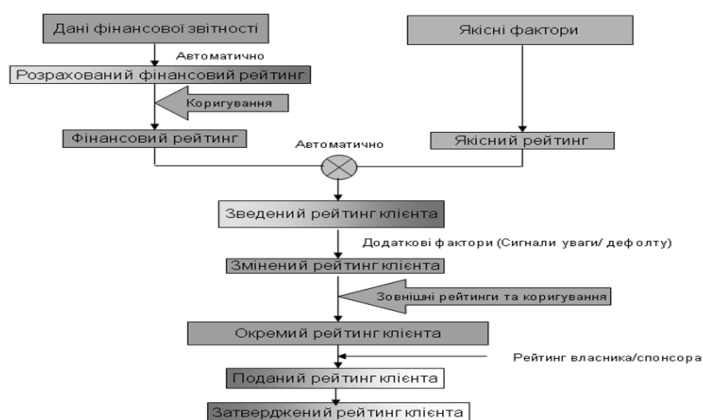 Дані фінансової звітності
Якісні фактори
Автоматично
Розрахований фінансовий рейтинг
Коригування
Фінансовий рейтинг
Якісний рейтинг
Автоматично
Зведений рейтинг клієнта
Додаткові фактори (Сигнали уваги/ дефолту)
Змінений рейтинг клієнта
Зовнішні рейтинги та коригування
Окремий рейтинг клієнта
Рейтинг власника/спонсора
Поданий рейтинг клієнта
Затверджений рейтинг клієнта